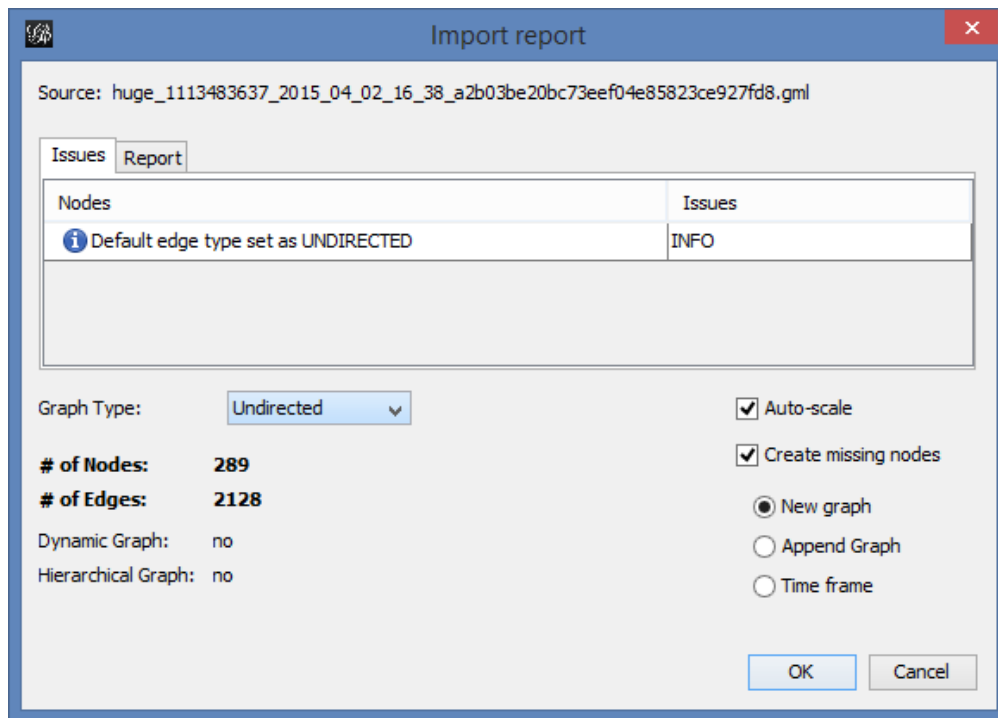 Import report
Source: huge_1113483637_2015_04_02_16_38_a2b03be20bc73eef04e85823ce927fd8.gml
Issues Report
Nodes Issues
Default edge type set as UNDIRECTED INFO
Graph Type: Undirected
Auto-scale
# of Nodes: 289
Create missing nodes
# of Edges: 2128
New graph
Dynamic Graph: no
Append Graph
Hierarchical Graph: no
Time frame
OK Cancel